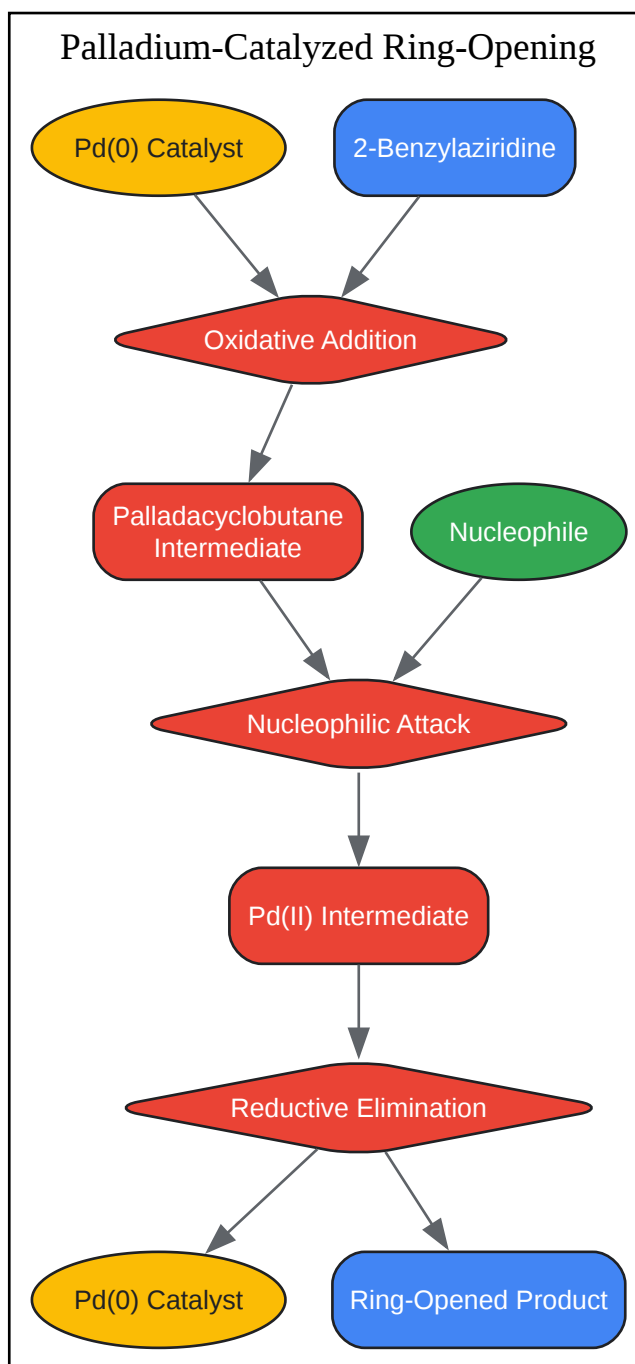 Palladium-Catalyzed Ring-Opening
Pd(0) Catalyst
2-Benzylaziridine
Oxidative Addition
Palladacyclobutane
Intermediate
Nucleophile
Nucleophilic Attack
Pd(II) Intermediate
Reductive Elimination
Pd(0) Catalyst
Ring-Opened Product